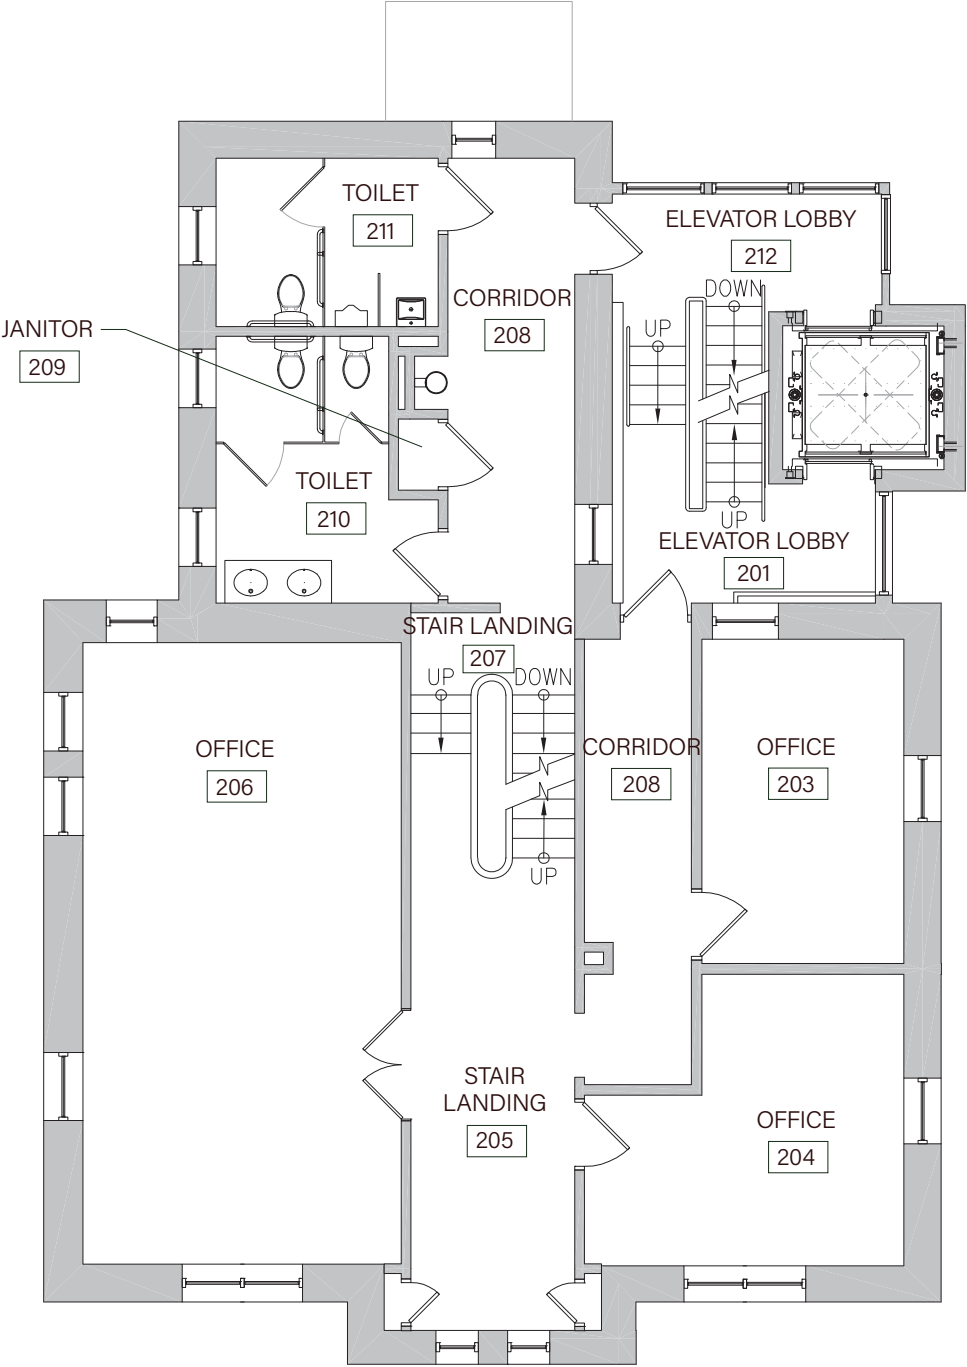 TOILET
211
ELEVATOR LOBBY
212
DOWN
CORRIDOR
208
UP
JANITOR
209
TOILET
210
UP
ELEVATOR LOBBY
201
STAIR LANDING
207
UP
DOWN
OFFICE
206
CORRIDOR
208
OFFICE
203
UP
STAIR
LANDING
205
OFFICE
204